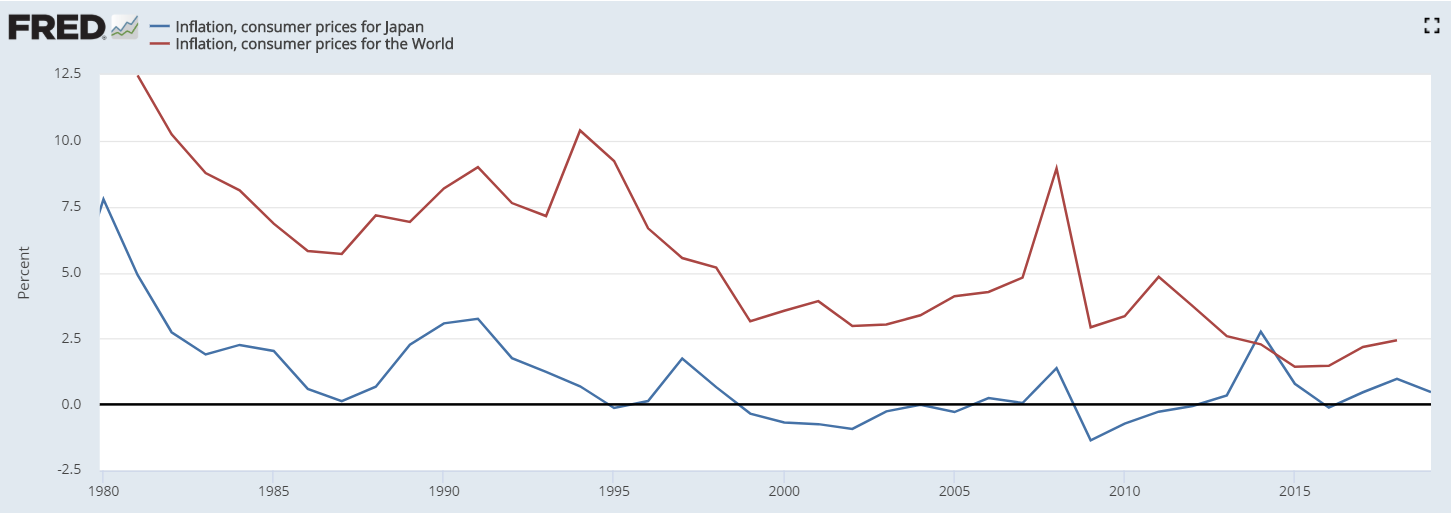 FRED
Inflation, consumer prices for Japan
Inflation, consumer prices for the World
12.5
10.0
7.5
5.0
2.5
0.0
-2.5
Percent
1980 1985 1990 1995 2000 2005 2010 2015